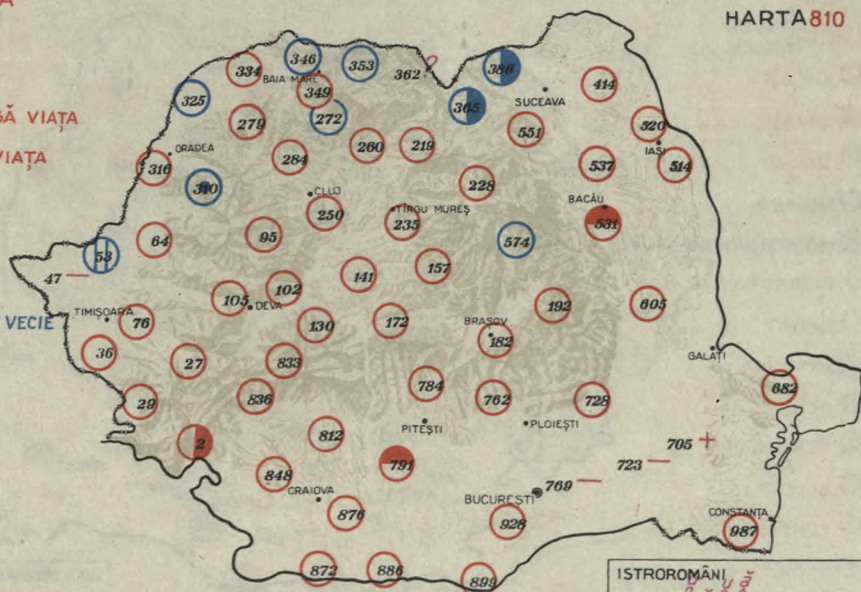 HARTA 810
A
GĂ VIAȚA
VIAȚA
VECIE
346
353
334
362 ?
386
BAIA MARE
349
414
325
365
SUCEAVA
272
279
551
520
ORADEA
260
219
IAȘI
316
284
537
514
310
228
CLUJ
BACĂU
250
TÎRGU MUREȘ
235
531
64
95
574
53
157
47 —
141
102
105
DEVA
192
605
TIMIȘOARA
76
130
172
BRAȘOV
182
36
GALAȚI
27
833
784
682
29
836
762
728
PITEȘTI
PLOIEȘTI
2
812
705 +
791
723 —
848
769 —
CRAIOVA
BUCUREȘTI
876
928
CONSTANȚA
987
872
886
899
ISTROROMÂNI